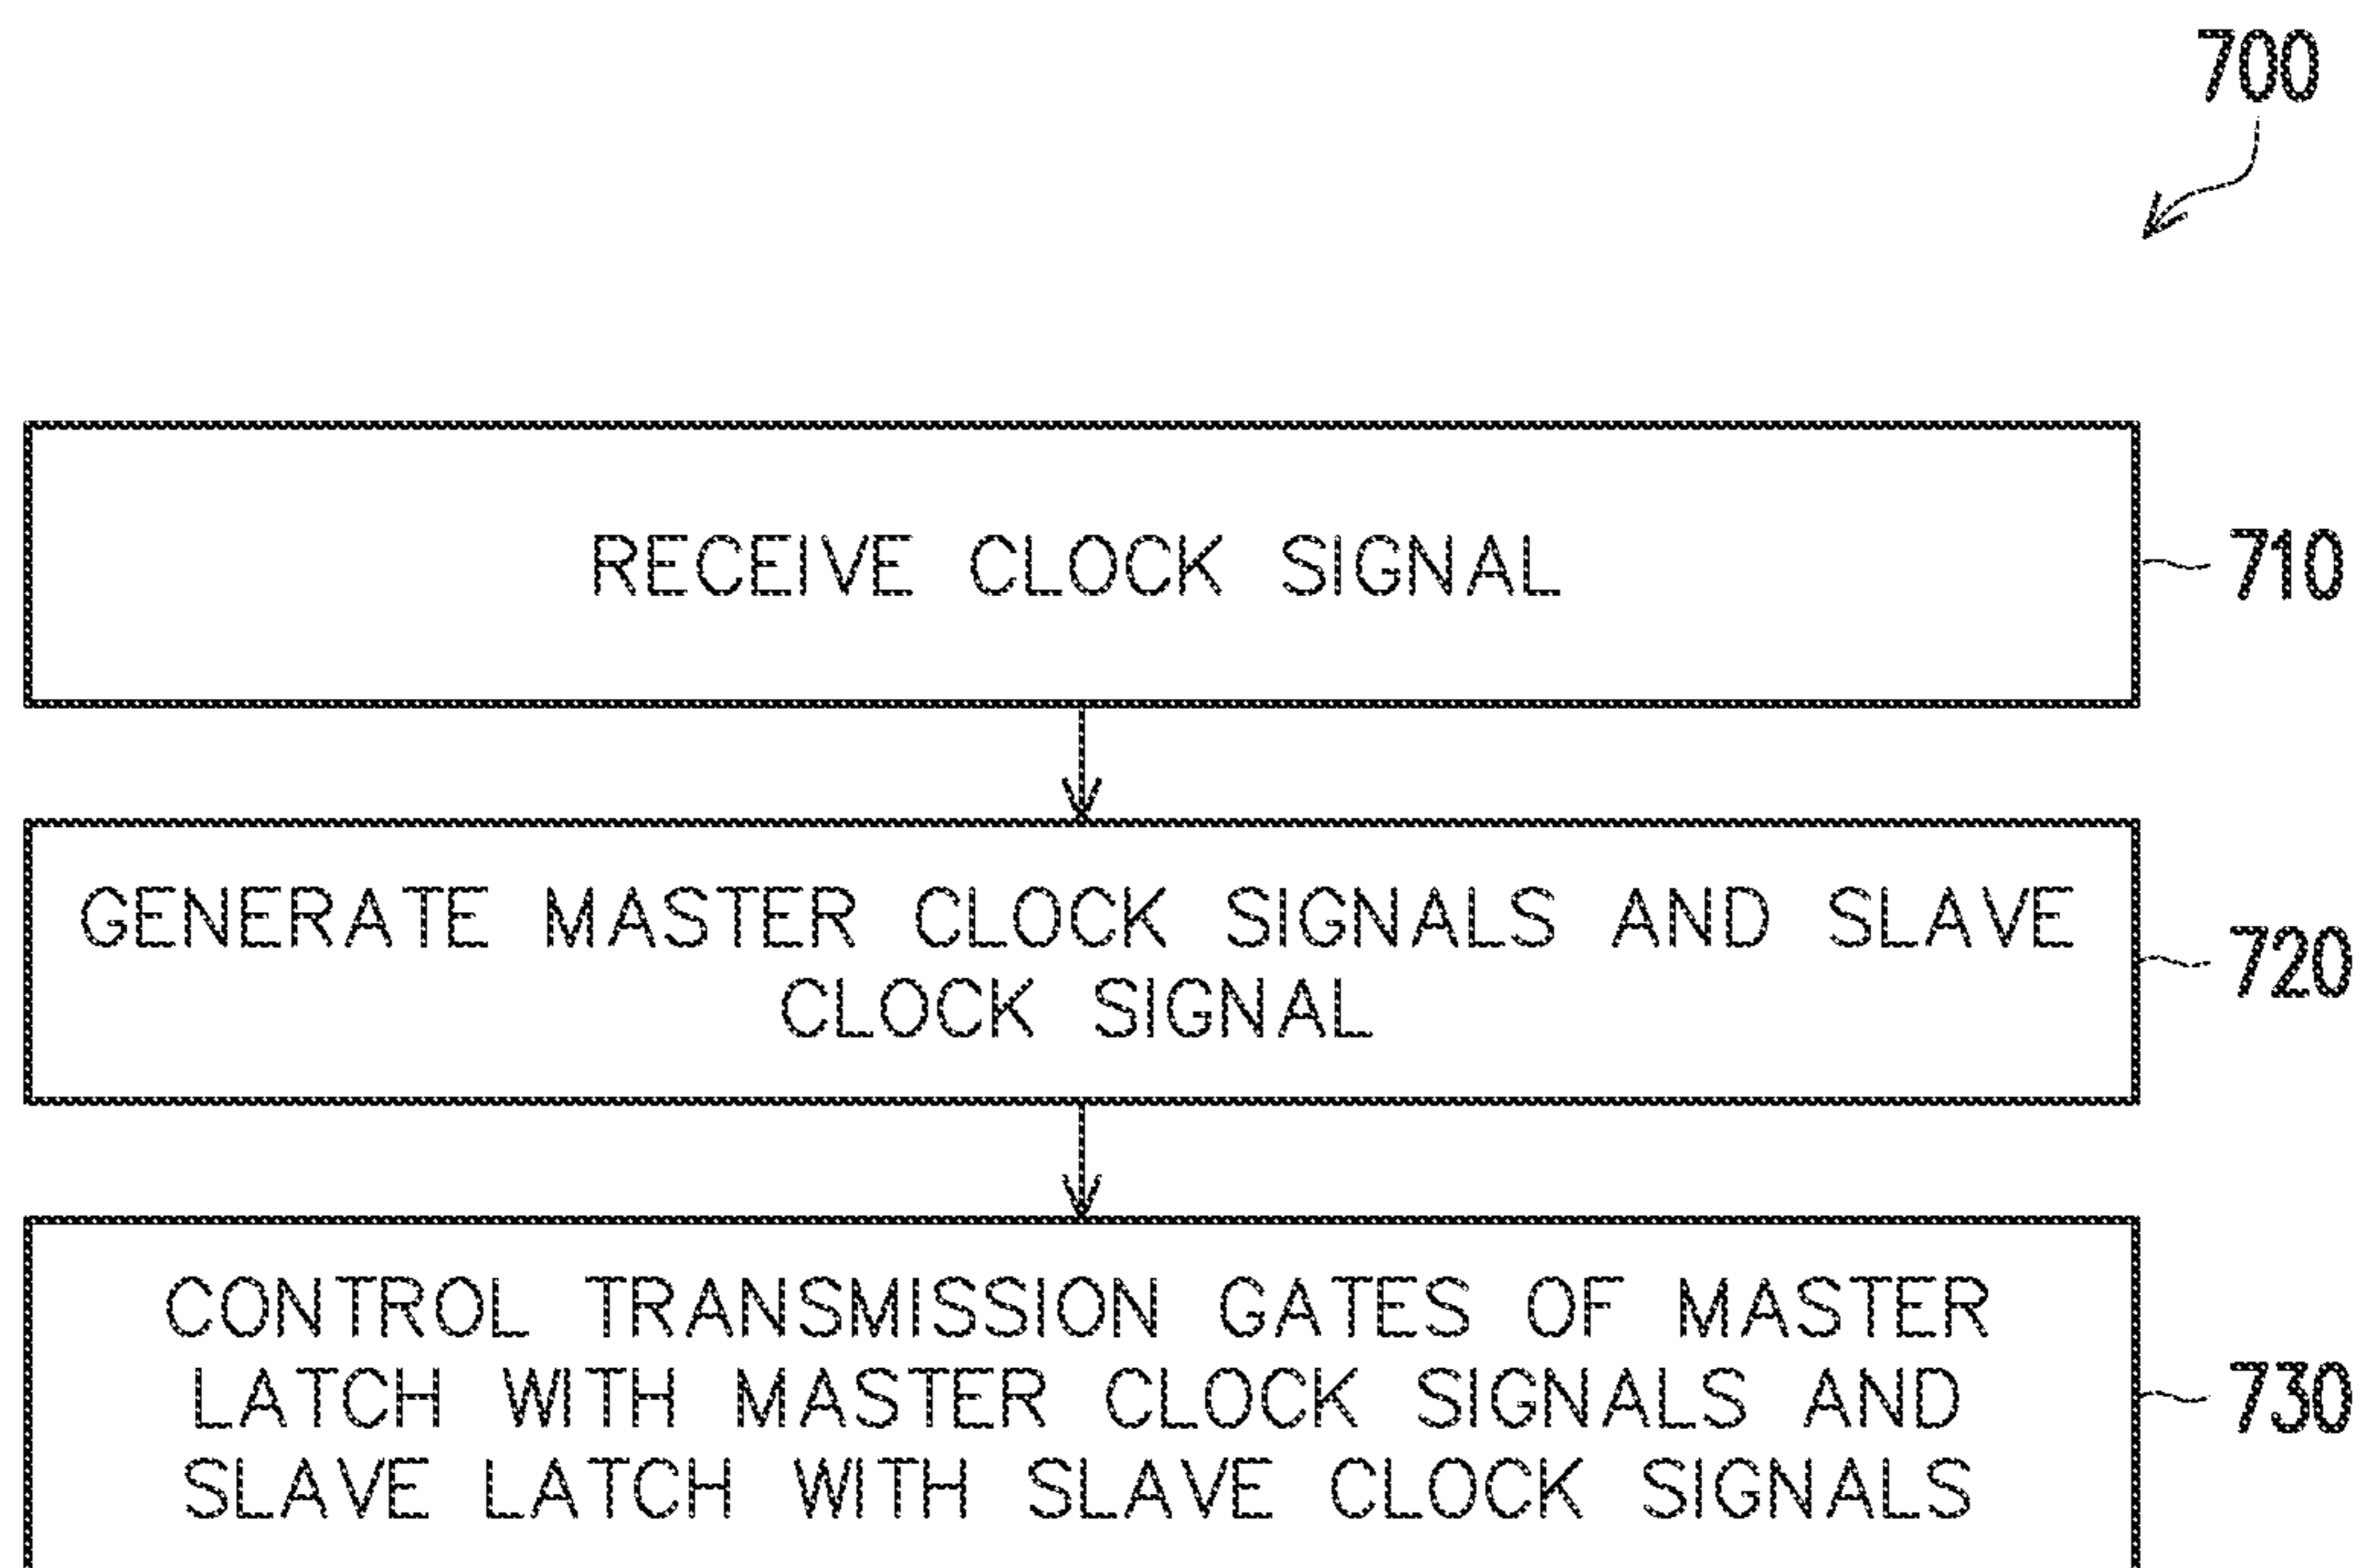 700
RECEIVE CLOCK SIGNAL
710
GENERATE MASTER CLOCK SIGNALS AND SLAVE
CLOCK SIGNAL
720
CONTROL TRANSMISSION GATES OF MASTER
LATCH WITH MASTER CLOCK SIGNALS AND
SLAVE LATCH WITH SLAVE CLOCK SIGNALS
730